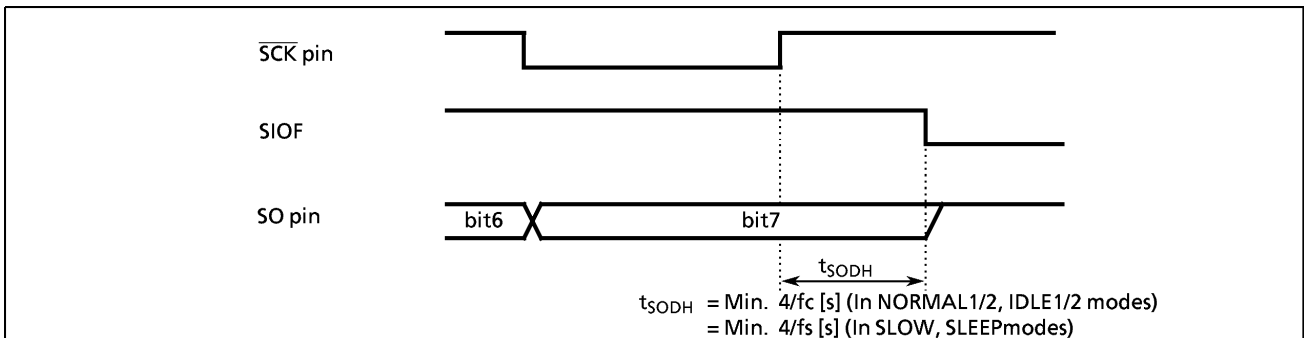 SCK pin
SIOF
SO pin
bit6
bit7
tSODH
tSODH = Min. 4/fc [s] (In NORMAL1/2, IDLE1/2 modes)
= Min. 4/fs [s] (In SLOW, SLEEPmodes)